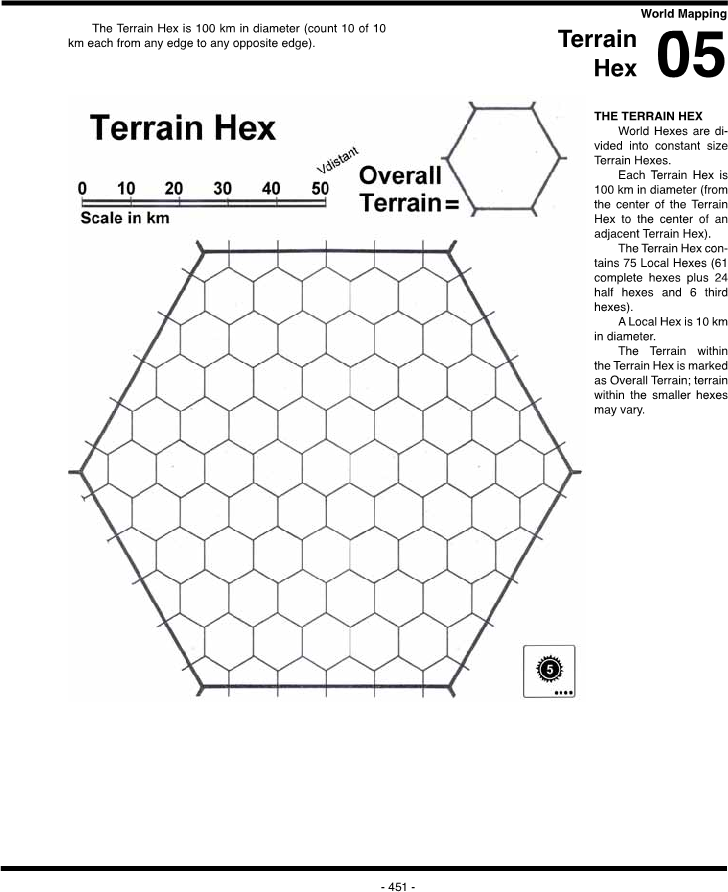 World Mapping
The Terrain Hex is 100 km in diameter (count 10 of 10
km each from any edge to any opposite edge).
Terrain
Hex
05
Terrain Hex
Vdistant
0 10 20 30 40 50
Scale in km
Overall
Terrain=
THE TERRAIN HEX
World Hexes are di-
vided into constant size
Terrain Hexes.
Each Terrain Hex is
100 km in diameter (from
the center of the Terrain
Hex to the center of an
adjacent Terrain Hex).
The Terrain Hex con-
tains 75 Local Hexes (61
complete hexes plus 24
half hexes and 6 third
hexes).
A Local Hex is 10 km
in diameter.
The Terrain within
the Terrain Hex is marked
as Overall Terrain; terrain
within the smaller hexes
may vary.
5
- 451 -